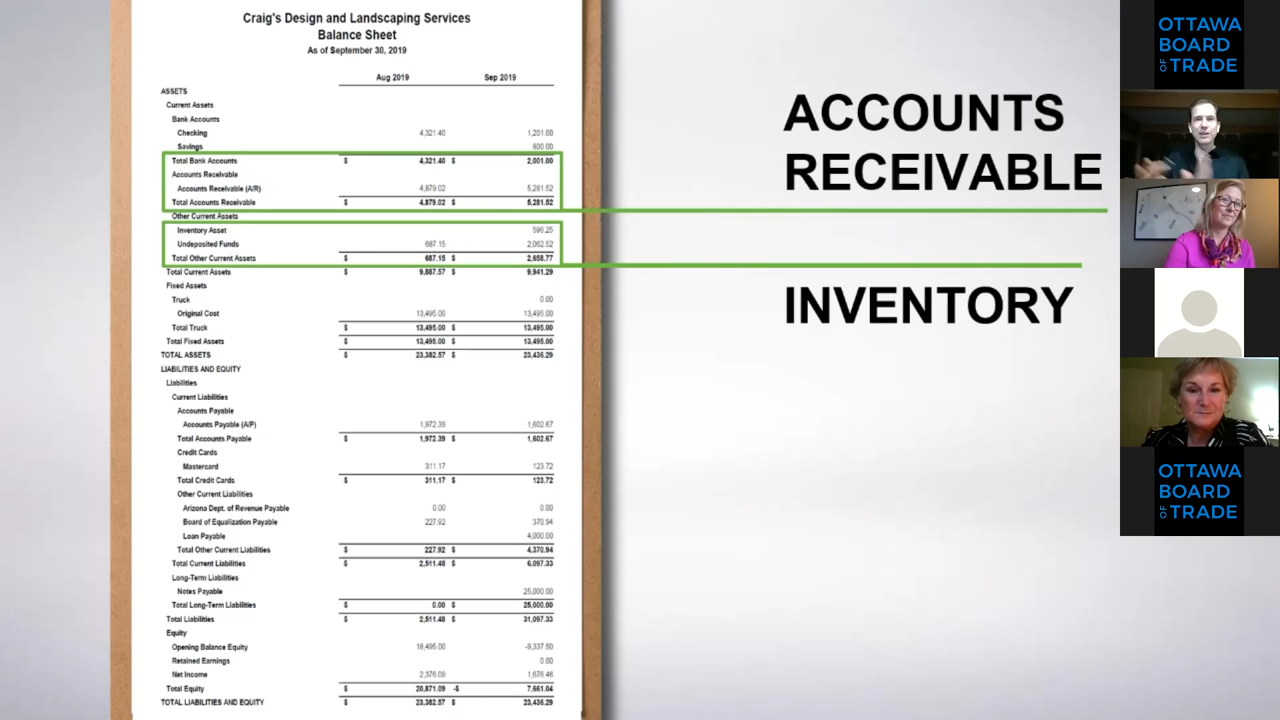 Craig's Design and Landscaping Services
Balance Sheet
As of September 30, 2019
Aug 2019 Sep 2019
ASSETS
Current Assets
Bank Accounts
Checking 4,321.40 1,201.00
Savings 800.00
Total Bank Accounts $ 4,321.40 $ 2,001.00
Accounts Receivable
Accounts Receivable (A/R) 4,879.02 5,281.52
Total Accounts Receivable $ 4,879.02 $ 5,281.52
Other Current Assets
Inventory Asset 596.25
Undeposited Funds 687.15 2,062.52
Total Other Current Assets $ 687.15 $ 2,658.77
Total Current Assets $ 9,887.57 $ 9,941.29
Fixed Assets
Truck 0.00
Original Cost 13,495.00 13,495.00
Total Truck $ 13,495.00 $ 13,495.00
Total Fixed Assets $ 13,495.00 $ 13,495.00
TOTAL ASSETS $ 23,382.57 $ 23,436.29
LIABILITIES AND EQUITY
Liabilities
Current Liabilities
Accounts Payable
Accounts Payable (A/P) 1,972.39 1,602.67
Total Accounts Payable $ 1,972.39 $ 1,602.67
Credit Cards
Mastercard 311.17 123.72
Total Credit Cards $ 311.17 $ 123.72
Other Current Liabilities
Arizona Dept. of Revenue Payable 0.00 0.00
Board of Equalization Payable 227.92 370.94
Loan Payable 4,000.00
Total Other Current Liabilities $ 227.92 $ 4,370.94
Total Current Liabilities $ 2,511.48 $ 6,097.33
Long-Term Liabilities
Notes Payable 25,000.00
Total Long-Term Liabilities $ 0.00 $ 25,000.00
Total Liabilities $ 2,511.48 $ 31,097.33
Equity
Opening Balance Equity 18,495.00 -9,337.50
Retained Earnings 0.00
Net Income 2,376.09 1,676.46
Total Equity $ 20,871.09 -$ 7,661.04
TOTAL LIABILITIES AND EQUITY $ 23,382.57 $ 23,436.29
ACCOUNTS
RECEIVABLE
INVENTORY
OTTAWA
BOARD
OF TRADE
OTTAWA
BOARD
OF TRADE